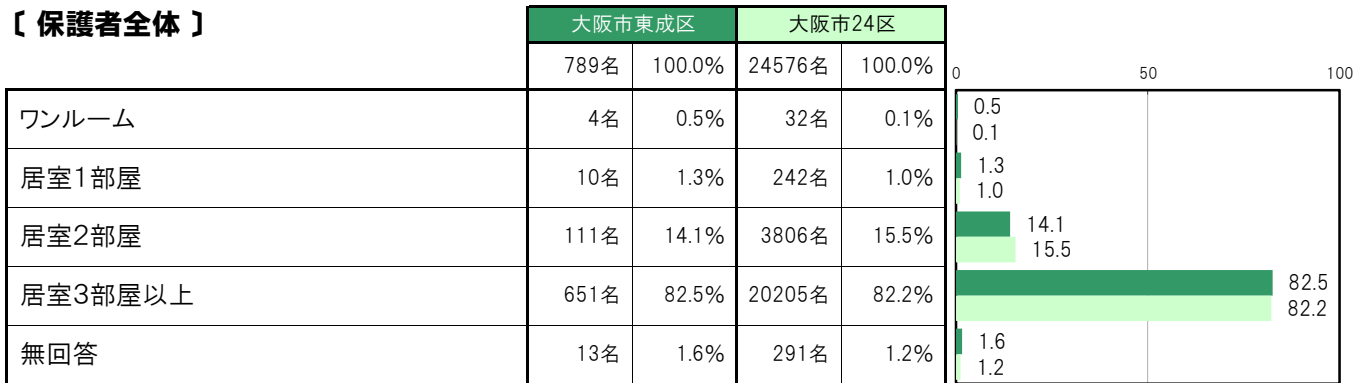 〔 保護者全体 〕
大阪市東成区 大阪市24区
789名 100.0% 24576名 100.0%
0 50 100
ワンルーム 4名 0.5% 32名 0.1% 0.5
0.1
居室1部屋 10名 1.3% 242名 1.0% 1.3
1.0
居室2部屋 111名 14.1% 3806名 15.5% 14.1
15.5
居室3部屋以上 651名 82.5% 20205名 82.2% 82.5
82.2
無回答 13名 1.6% 291名 1.2% 1.6
1.2